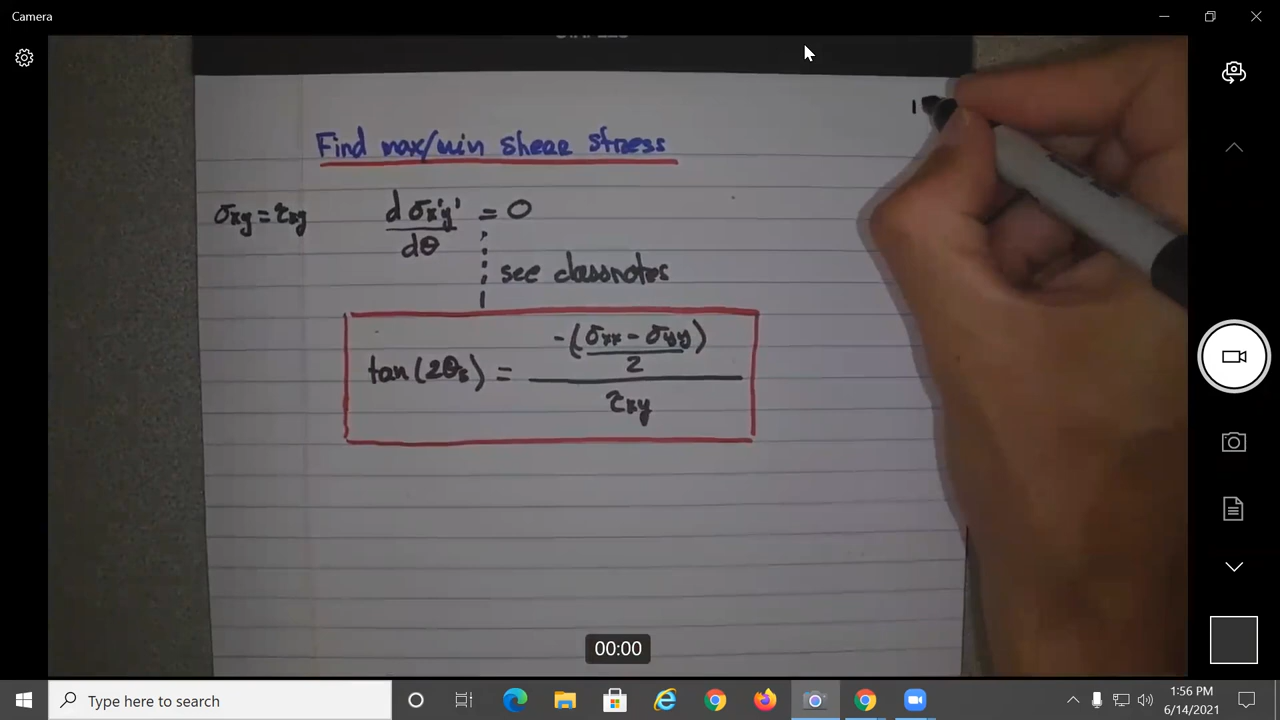 Camera
Find max/min shear stress
σxy = τxy
dσx'y' / dθ = 0
see classnotes
tan(2θs) = -(σxx - σyy / 2) / τxy
00:00
Type here to search
1:56 PM
6/14/2021